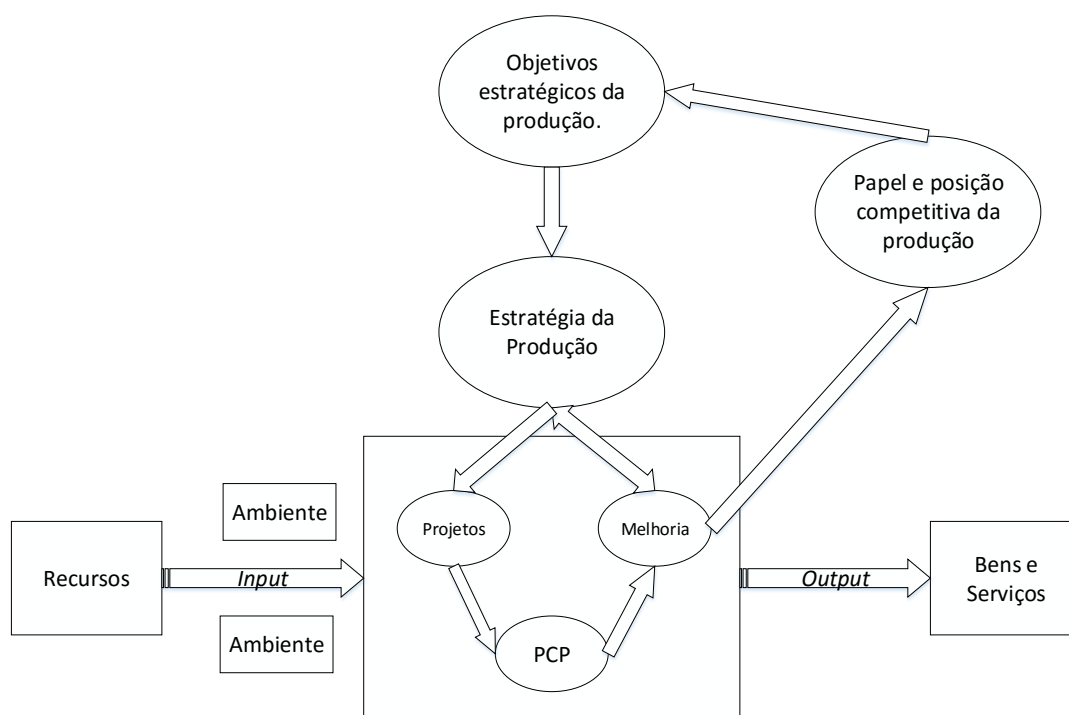 Objetivos
estratégicos da
produção.
Papel e posição
competitiva da
produção
Estratégia da
Produção
Ambiente
Projetos
Melhoria
Recursos
Input
Output
Bens e
Serviços
Ambiente
PCP